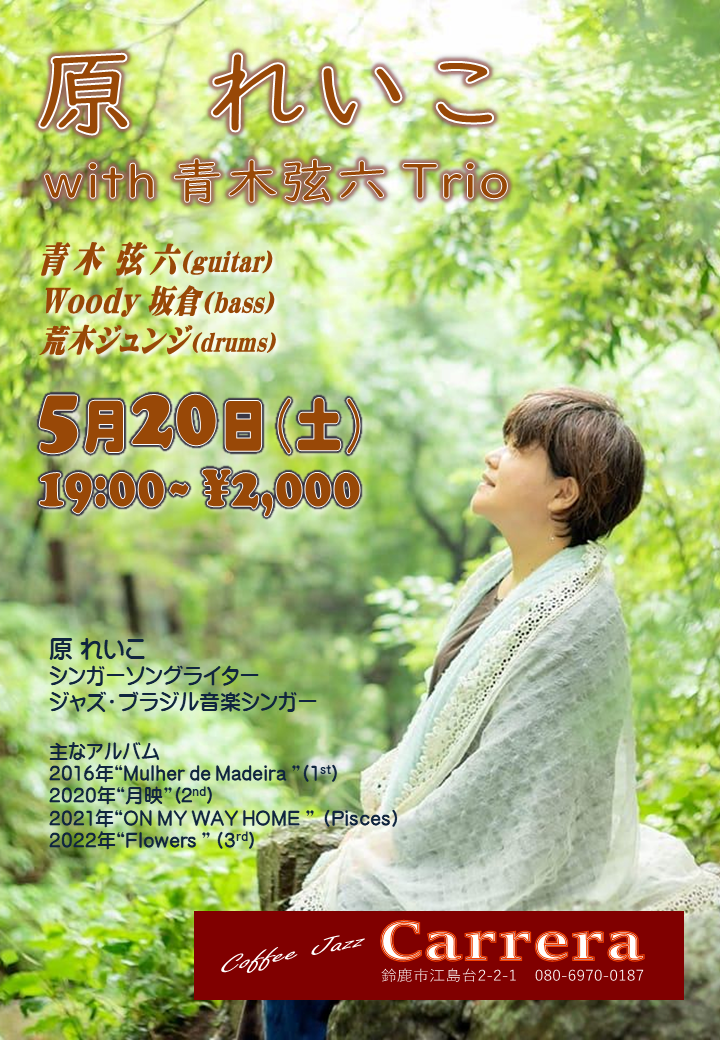 原 れいこ
with 青木弦六 Trio
青木 弦六(guitar)
Woody 坂倉(bass)
荒木ジュンジ(drums)
5月20日(土)
19:00~ ¥2,000
原 れいこ
シンガーソングライター
ジャズ・ブラジル音楽シンガー
主なアルバム
2016年“Mulher de Madeira ”(1st)
2020年“月映”(2nd)
2021年“ON MY WAY HOME ” (Pisces)
2022年“Flowers ” (3rd)
Coffee Jazz Carrera
鈴鹿市江島台2-2-1 080-6970-0187